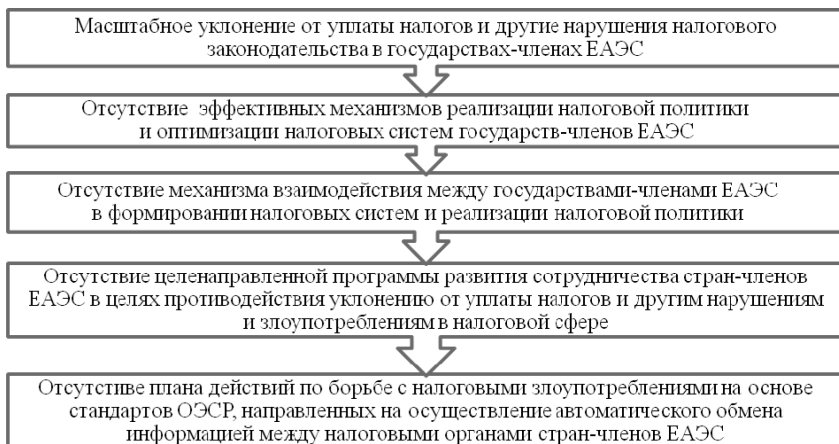 Масштабное уклонение от уплаты налогов и другие нарушения налогового
законодательства в государствах-членах ЕАЭС
Отсутствие эффективных механизмов реализации налоговой политики
и оптимизации налоговых систем государств-членов ЕАЭС
Отсутствие механизма взаимодействия между государствами-членами ЕАЭС
в формировании налоговых систем и реализации налоговой политики
Отсутствие целенаправленной программы развития сотрудничества стран-членов
ЕАЭС в целях противодействия уклонению от уплаты налогов и другим нарушениям
и злоупотреблениям в налоговой сфере
Отсутстиве плана действий по борьбе с налоговыми злоупотреблениями на основе
стандартов ОЭСР, направленных на осуществление автоматического обмена
информацией между налоговыми органами стран-членов ЕАЭС